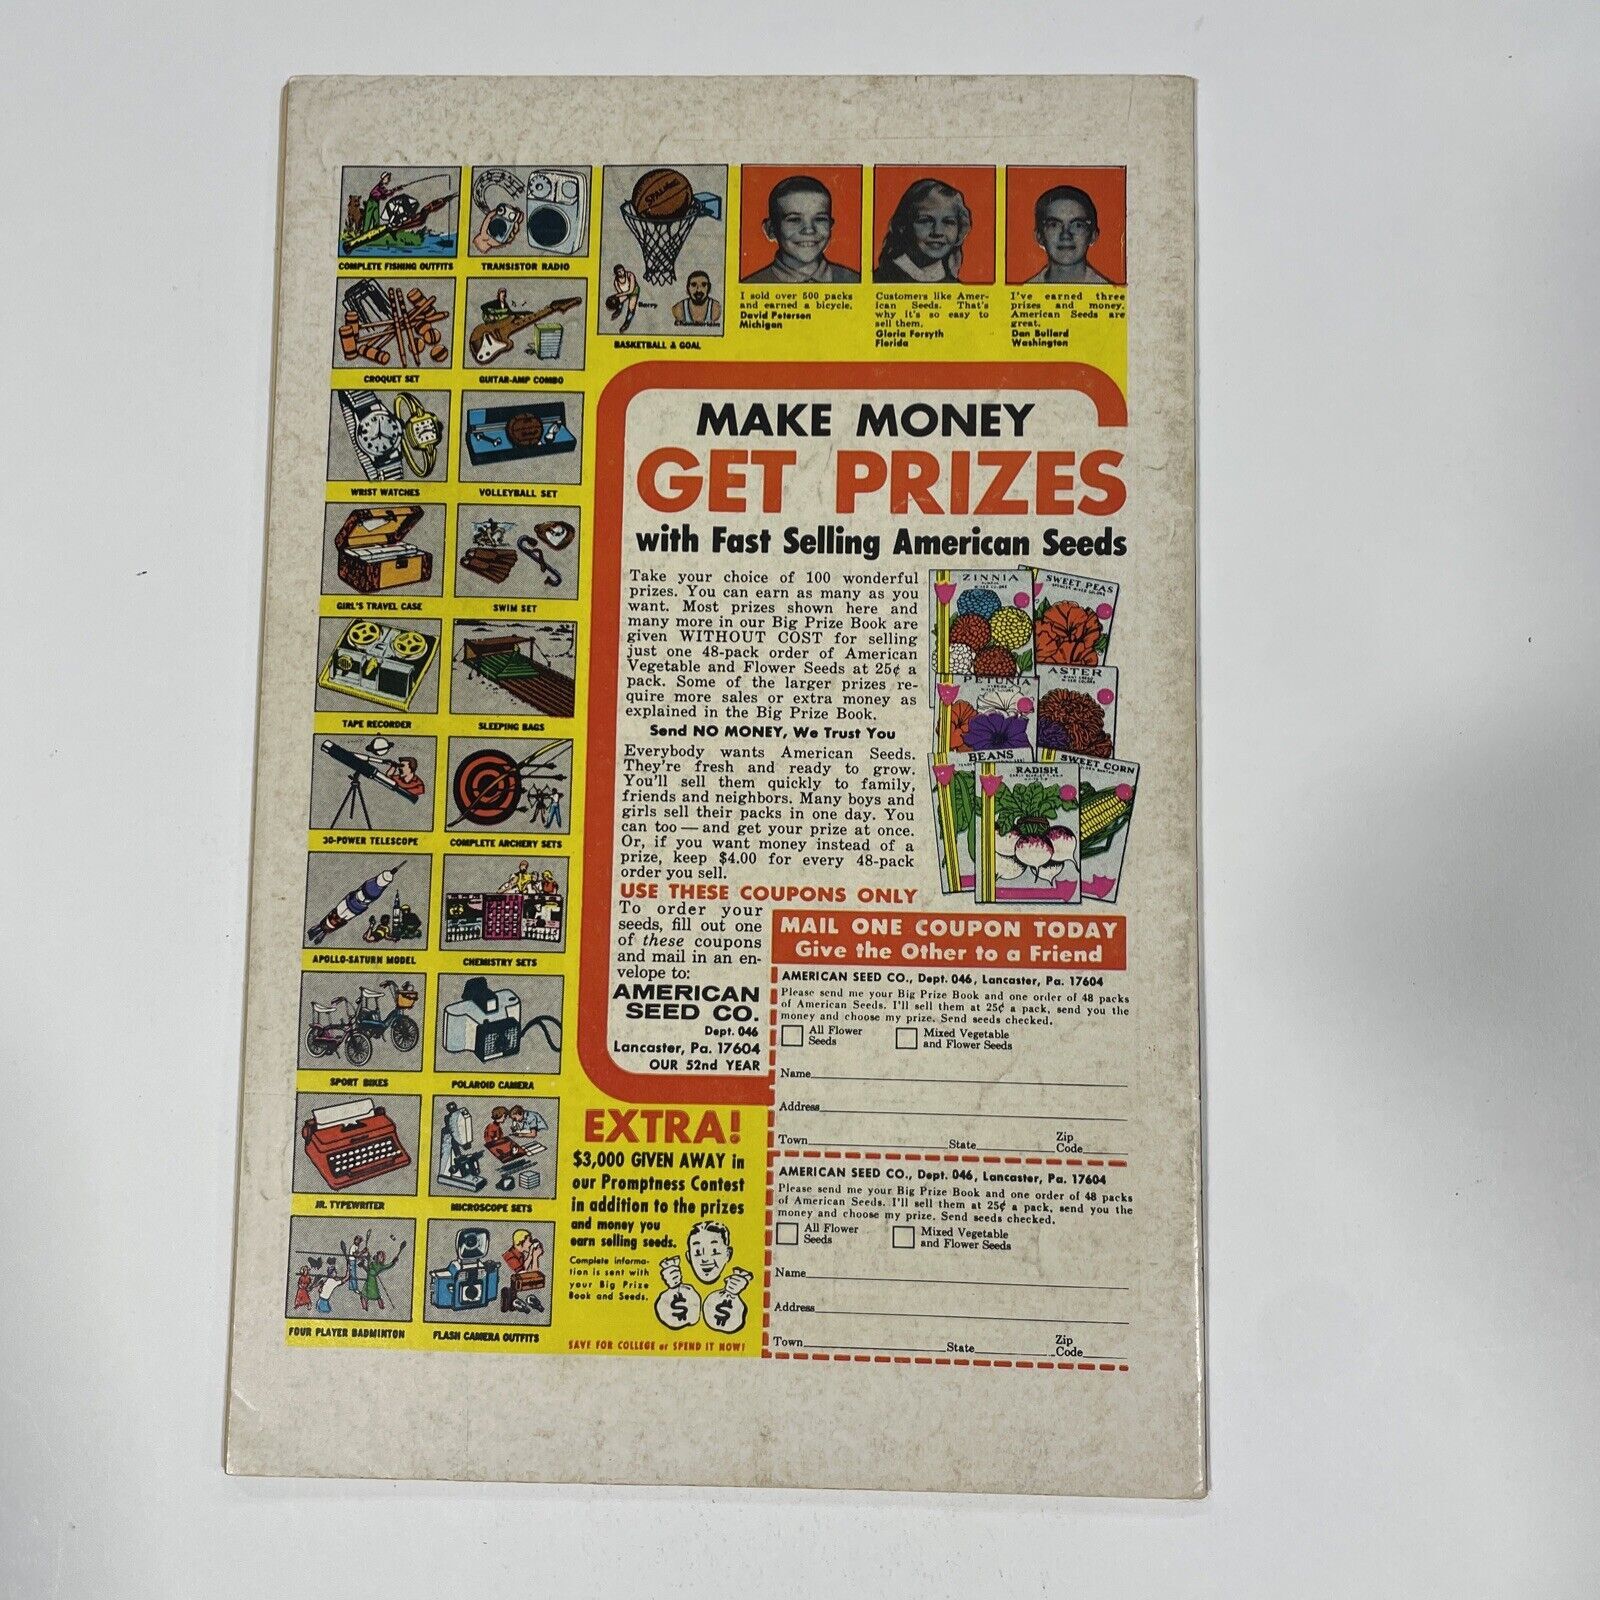 COMPLETE FISHING OUTFITS
TRANSISTOR RADIO
SPALDING
Barry
Chamberlain
BASKETBALL & GOAL
CROQUET SET
GUITAR-AMP COMBO
WRIST WATCHES
VOLLEYBALL SET
GIRL'S TRAVEL CASE
SWIM SET
TAPE RECORDER
SLEEPING BAGS
30-POWER TELESCOPE
COMPLETE ARCHERY SETS
APOLLO-SATURN MODEL
CHEMISTRY SETS
SPORT BIKES
POLAROID CAMERA
JR. TYPEWRITER
MICROSCOPE SETS
FOUR PLAYER BADMINTON
FLASH CAMERA OUTFITS
I sold over 500 packs
and earned a bicycle.
David Peterson
Michigan
Customers like Amer-
ican Seeds. That's
why it's so easy to
sell them.
Gloria Forsyth
Florida
I've earned three
prizes and money.
American Seeds are
great.
Dan Bullard
Washington
MAKE MONEY
GET PRIZES
with Fast Selling American Seeds
Take your choice of 100 wonderful
prizes. You can earn as many as you
want. Most prizes shown here and
many more in our Big Prize Book are
given WITHOUT COST for selling
just one 48-pack order of American
Vegetable and Flower Seeds at 25¢ a
pack. Some of the larger prizes re-
quire more sales or extra money as
explained in the Big Prize Book.
Send NO MONEY, We Trust You
Everybody wants American Seeds.
They're fresh and ready to grow.
You'll sell them quickly to family,
friends and neighbors. Many boys and
girls sell their packs in one day. You
can too — and get your prize at once.
Or, if you want money instead of a
prize, keep $4.00 for every 48-pack
order you sell.
ZINNIA
MIXED COLORS
SWEET PEAS
MIXED COLORS
PETUNIA
ASTER
MIXED COLORS
BEANS
RADISH
SWEET CORN
USE THESE COUPONS ONLY
To order your
seeds, fill out one
of these coupons
and mail in an en-
velope to:
AMERICAN
SEED CO.
Dept. 046
Lancaster, Pa. 17604
OUR 52nd YEAR
MAIL ONE COUPON TODAY
Give the Other to a Friend
AMERICAN SEED CO., Dept. 046, Lancaster, Pa. 17604
Please send me your Big Prize Book and one order of 48 packs
of American Seeds. I'll sell them at 25¢ a pack, send you the
money and choose my prize. Send seeds checked.
All Flower Seeds
Mixed Vegetable and Flower Seeds
Name
Address
Town State Zip Code
AMERICAN SEED CO., Dept. 046, Lancaster, Pa. 17604
Please send me your Big Prize Book and one order of 48 packs
of American Seeds. I'll sell them at 25¢ a pack, send you the
money and choose my prize. Send seeds checked.
All Flower Seeds
Mixed Vegetable and Flower Seeds
Name
Address
Town State Zip Code
EXTRA!
$3,000 GIVEN AWAY in
our Promptness Contest
in addition to the prizes
and money you
earn selling seeds.
Complete informa-
tion is sent with
your Big Prize
Book and Seeds.
$ $
SAVE FOR COLLEGE or SPEND IT NOW!